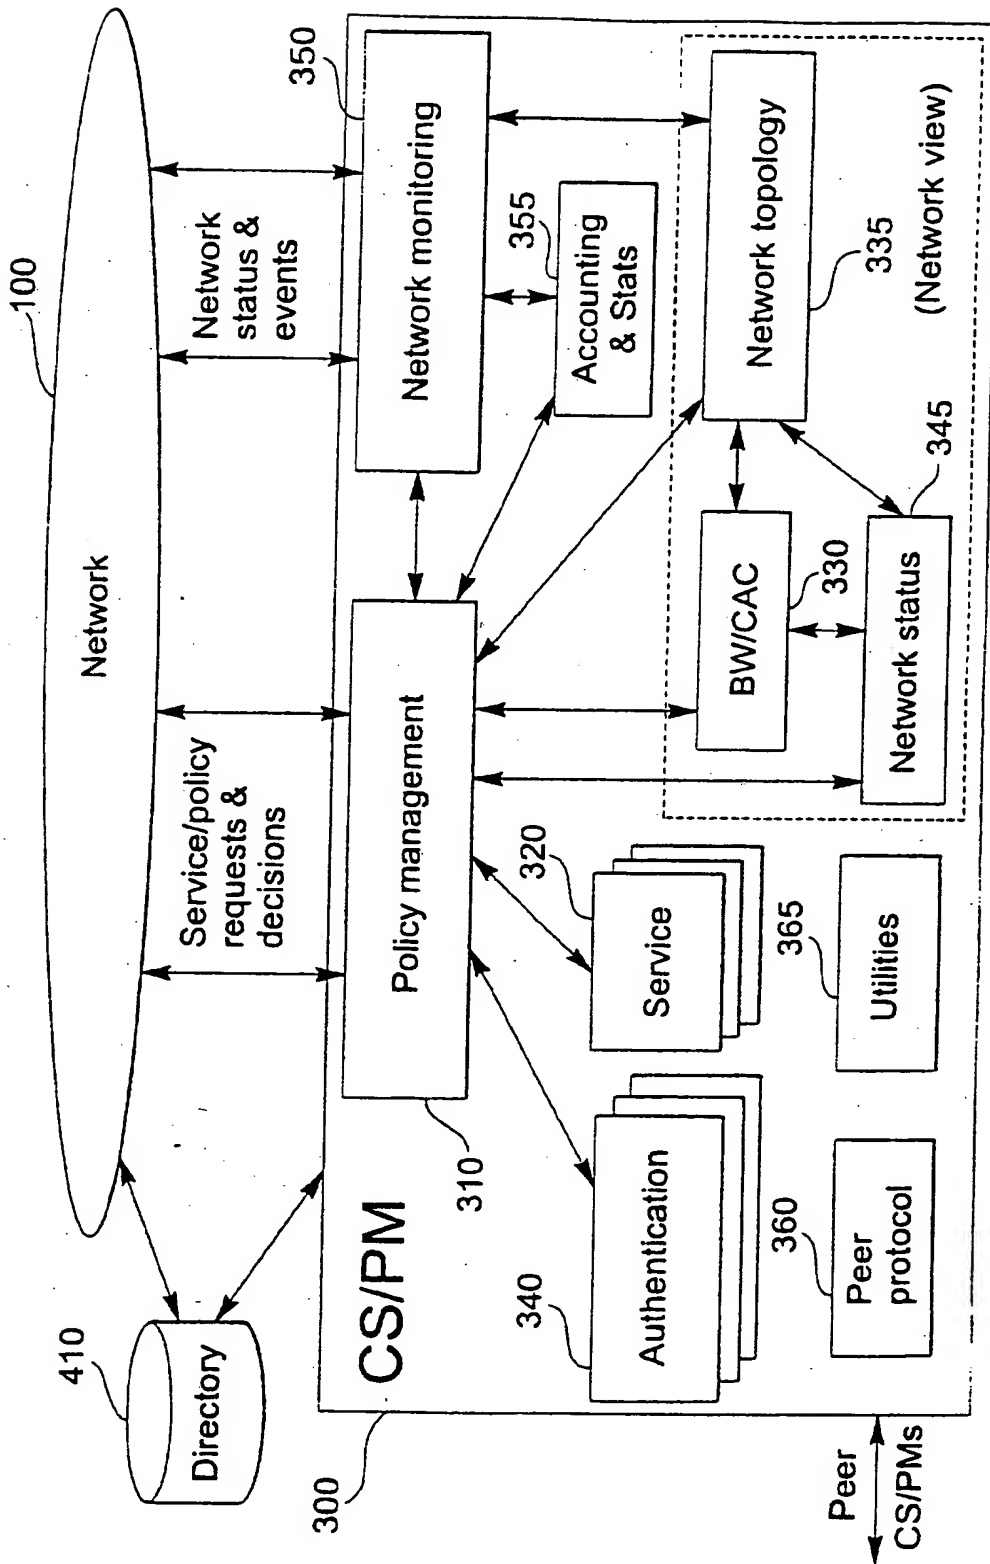 100
Network
Service/policy
requests &
decisions
Network
status &
events
410
Directory
300
CS/PM
310
Policy management
350
Network monitoring
355
Accounting
& Stats
340
Authentication
320
Service
BW/CAC
330
Network topology
335
345
Network status
(Network view)
360
Peer
protocol
365
Utilities
Peer
CS/PMs